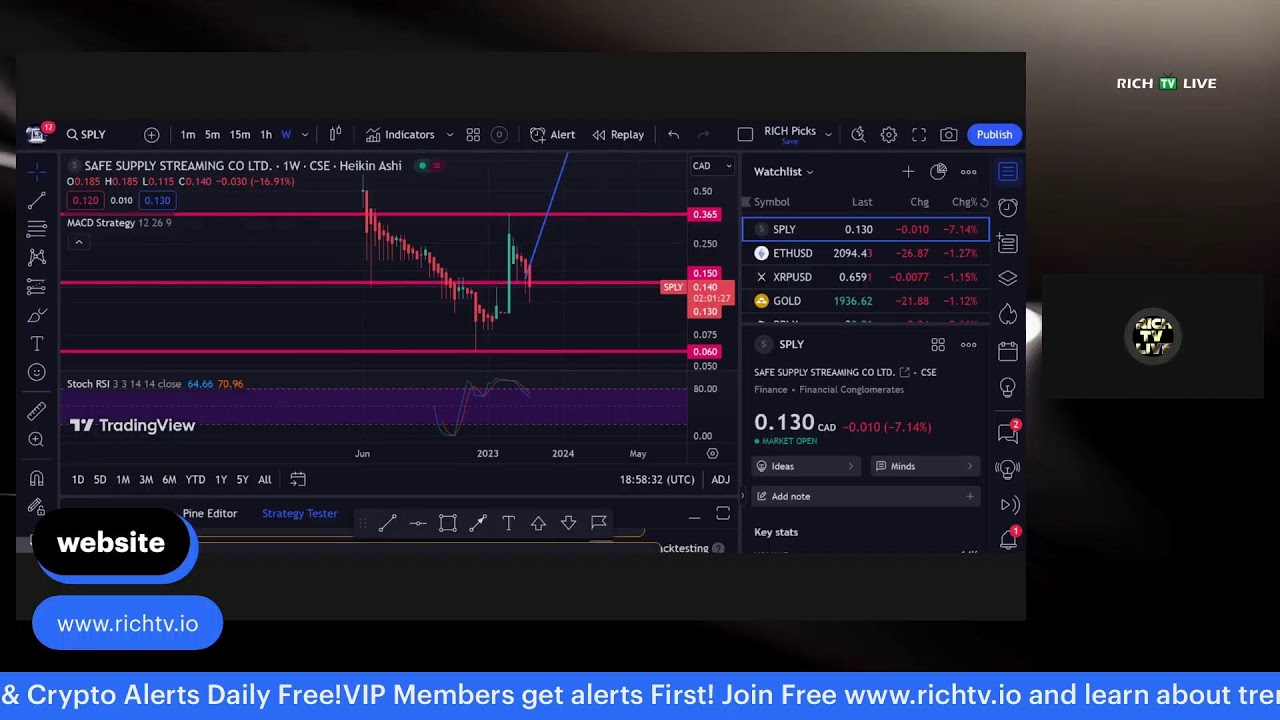 RICH TV LIVE
12
SPLY
1m 5m 15m 1h W
Indicators
Alert
Replay
RICH Picks
Save
Publish
SAFE SUPPLY STREAMING CO LTD. · 1W · CSE · Heikin Ashi
O0.185 H0.185 L0.115 C0.140 −0.030 (−16.91%)
0.120 0.010 0.130
MACD Strategy 12 26 9
CAD
0.50
0.365
0.250
0.150
SPLY 0.140
02:01:27
0.130
0.075
0.060
0.050
Stoch RSI 3 3 14 14 close 64.66 70.96
80.00
0.00
TradingView
Jun 2023 2024 May
1D 5D 1M 3M 6M YTD 1Y 5Y All
18:58:32 (UTC) ADJ
Pine Editor Strategy Tester
cktesting
Watchlist
Symbol Last Chg Chg%
SPLY 0.130 −0.010 −7.14%
ETHUSD 2094.43 −26.87 −1.27%
XRPUSD 0.6591 −0.0077 −1.15%
GOLD 1936.62 −21.88 −1.12%
S SPLY
SAFE SUPPLY STREAMING CO LTD. · CSE
Finance · Financial Conglomerates
0.130 CAD −0.010 (−7.14%)
MARKET OPEN
Ideas
Minds
Add note
Key stats
2
1
RICH
TV
LIVE
website
www.richtv.io
& Crypto Alerts Daily Free!VIP Members get alerts First! Join Free www.richtv.io and learn about tre